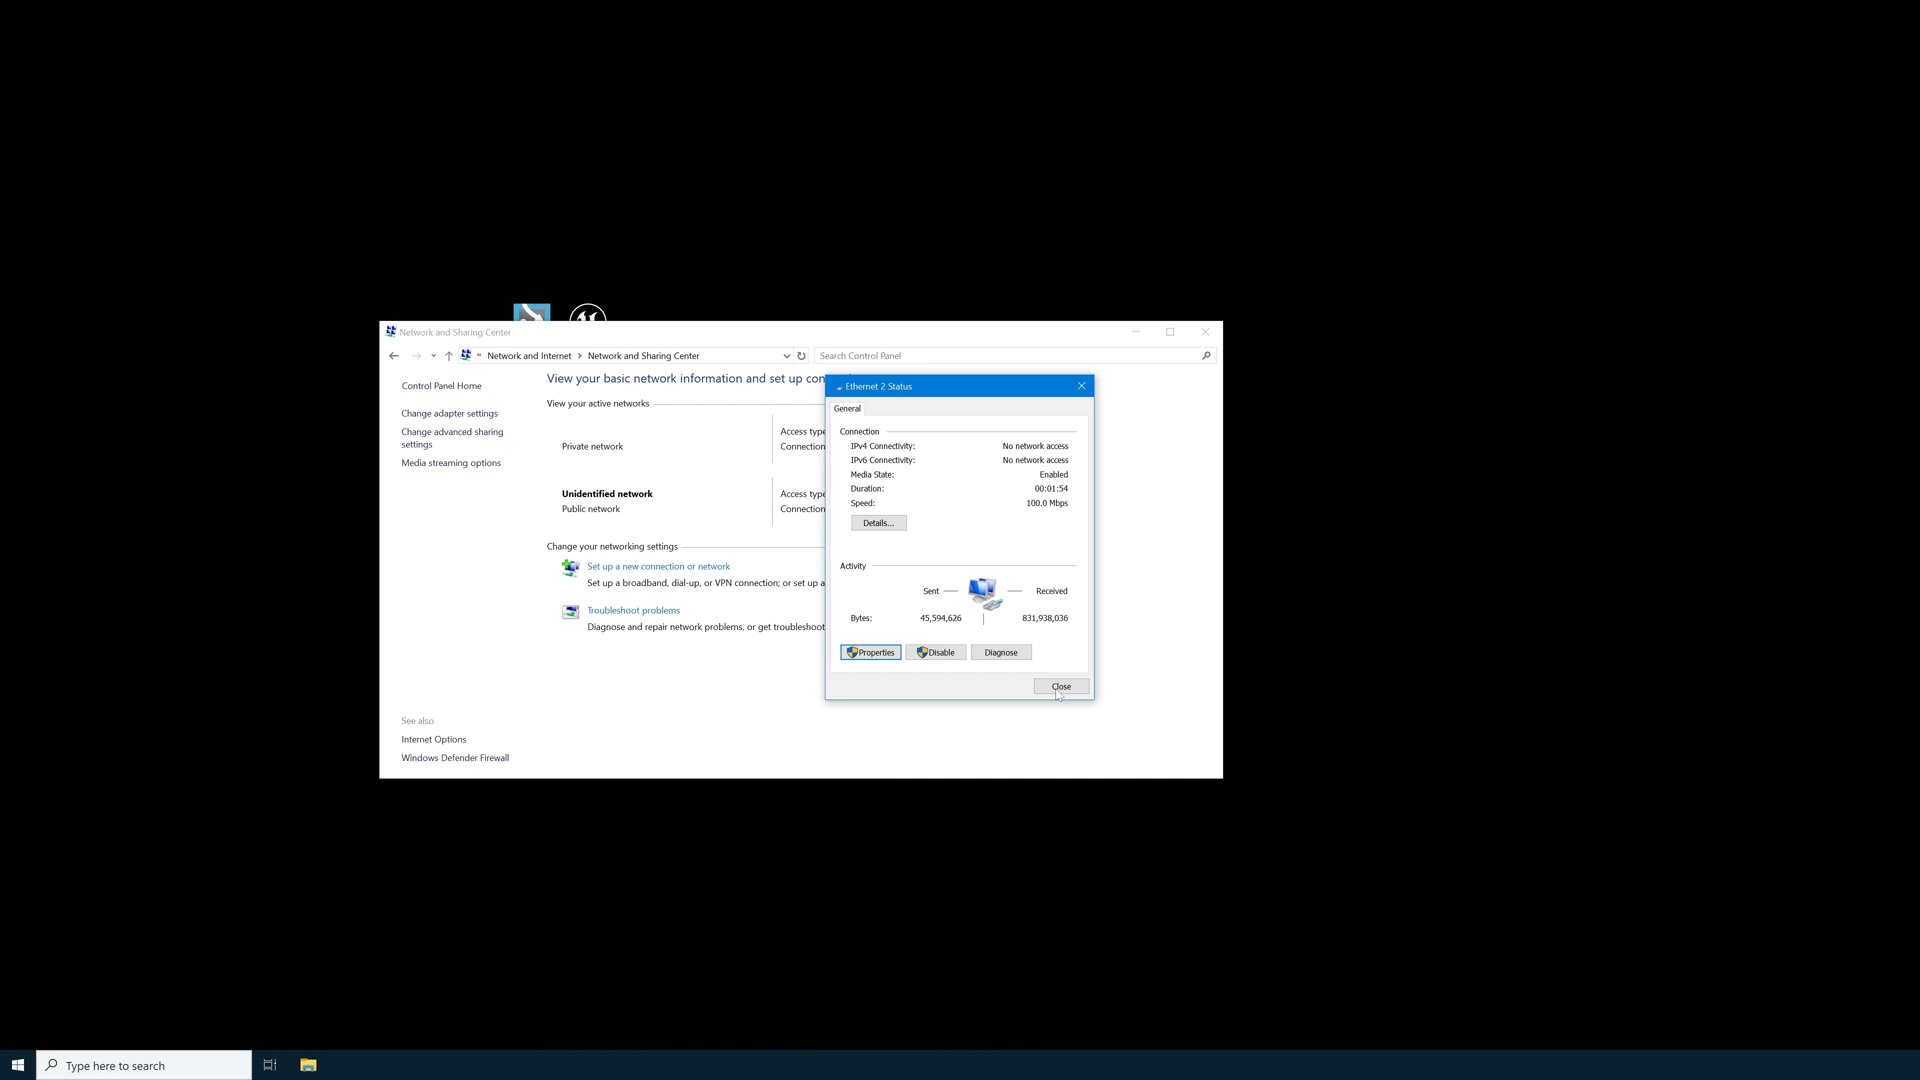 Network and Sharing Center
« Network and Internet > Network and Sharing Center
Search Control Panel
Control Panel Home
Change adapter settings
Change advanced sharing
settings
Media streaming options
See also
Internet Options
Windows Defender Firewall
View your basic network information and set up con
View your active networks
Private network
Access type
Connection
Unidentified network
Public network
Access type
Connection
Change your networking settings
Set up a new connection or network
Set up a broadband, dial-up, or VPN connection; or set up a
Troubleshoot problems
Diagnose and repair network problems, or get troubleshoot
Ethernet 2 Status
General
Connection
IPv4 Connectivity: No network access
IPv6 Connectivity: No network access
Media State: Enabled
Duration: 00:01:54
Speed: 100.0 Mbps
Details...
Activity
Sent Received
Bytes: 45,594,626 831,938,036
Properties Disable Diagnose
Close
Type here to search